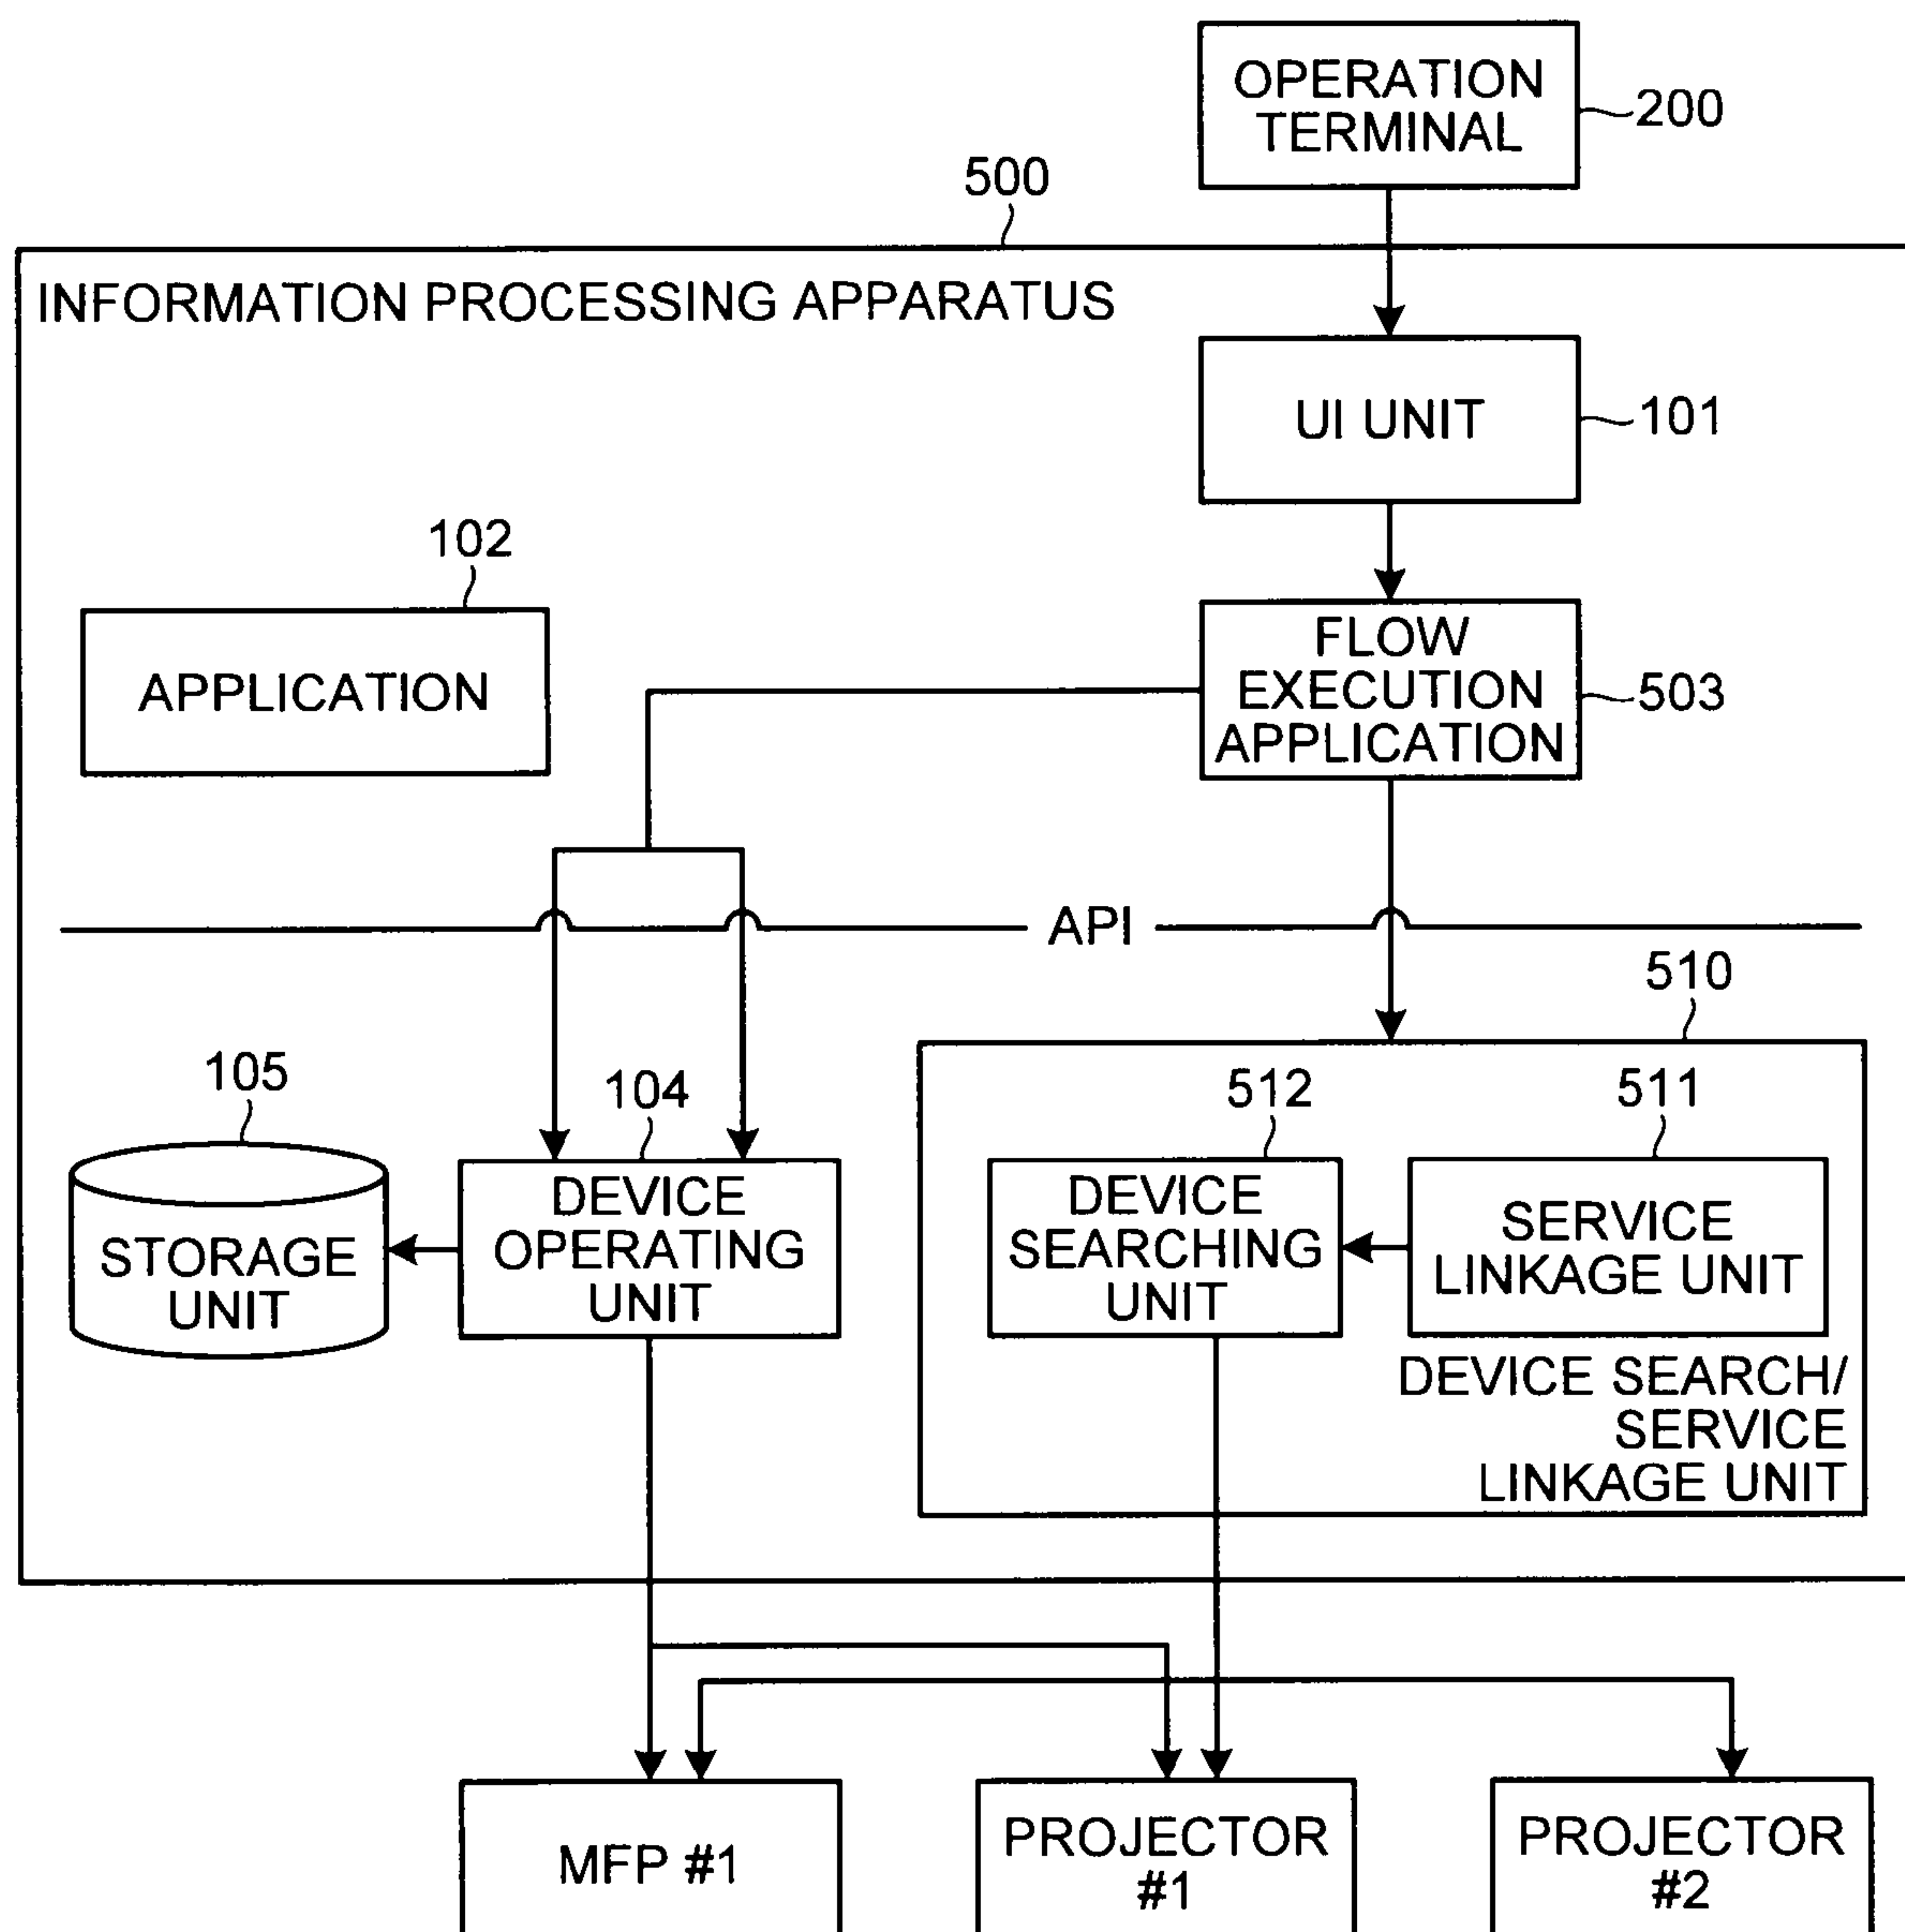 OPERATION
TERMINAL
200
500
INFORMATION PROCESSING APPARATUS
UI UNIT
101
102
APPLICATION
FLOW
EXECUTION
APPLICATION
503
API
510
105
104
512
511
STORAGE
UNIT
DEVICE
OPERATING
UNIT
DEVICE
SEARCHING
UNIT
SERVICE
LINKAGE UNIT
DEVICE SEARCH/
SERVICE
LINKAGE UNIT
MFP #1
PROJECTOR
#1
PROJECTOR
#2